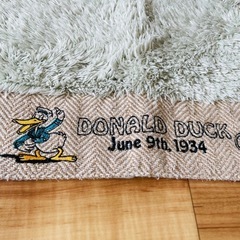 DONALD DUCK
June 9th, 1934